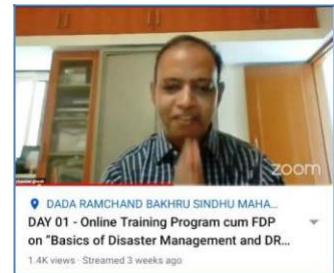 zoom
DADA RAMCHAND BAKHRU SINDHU MAHA...
DAY 01 - Online Training Program cum FDP
on "Basics of Disaster Management and DR...
1.4K views · Streamed 3 weeks ago